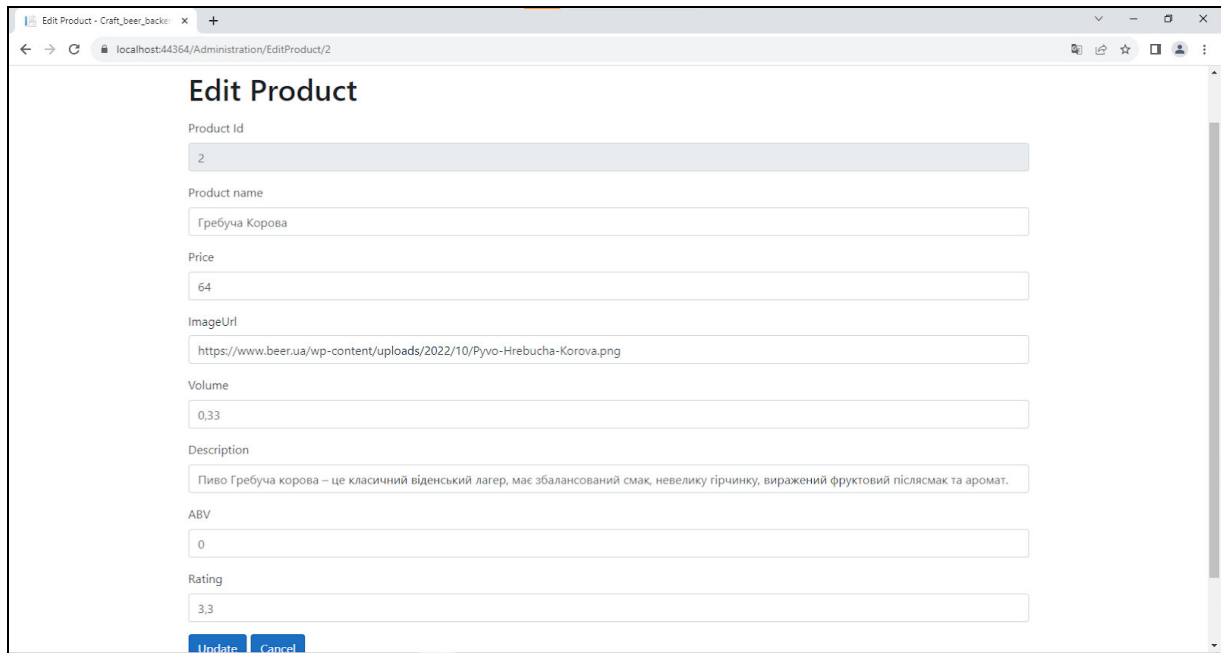 Edit Product - Craft_beer_backer
localhost:44364/Administration/EditProduct/2
Edit Product
Product Id
2
Product name
Гребуча Корова
Price
64
ImageUrl
https://www.beer.ua/wp-content/uploads/2022/10/Pyvo-Hrebucha-Korova.png
Volume
0,33
Description
Пиво Гребуча корова – це класичний віденський лагер, має збалансований смак, невелику гірчинку, виражений фруктовий післясмак та аромат.
ABV
0
Rating
3,3
Update Cancel